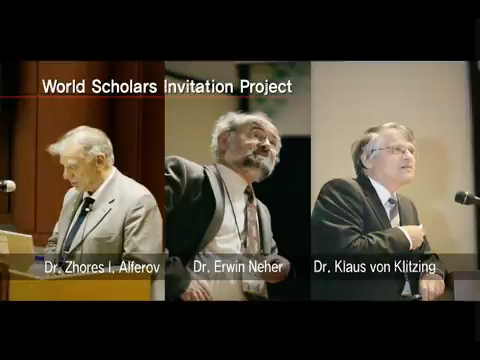 World Scholars Invitation Project
Dr. Zhores I. Alferov
Dr. Erwin Neher
Dr. Klaus von Klitzing